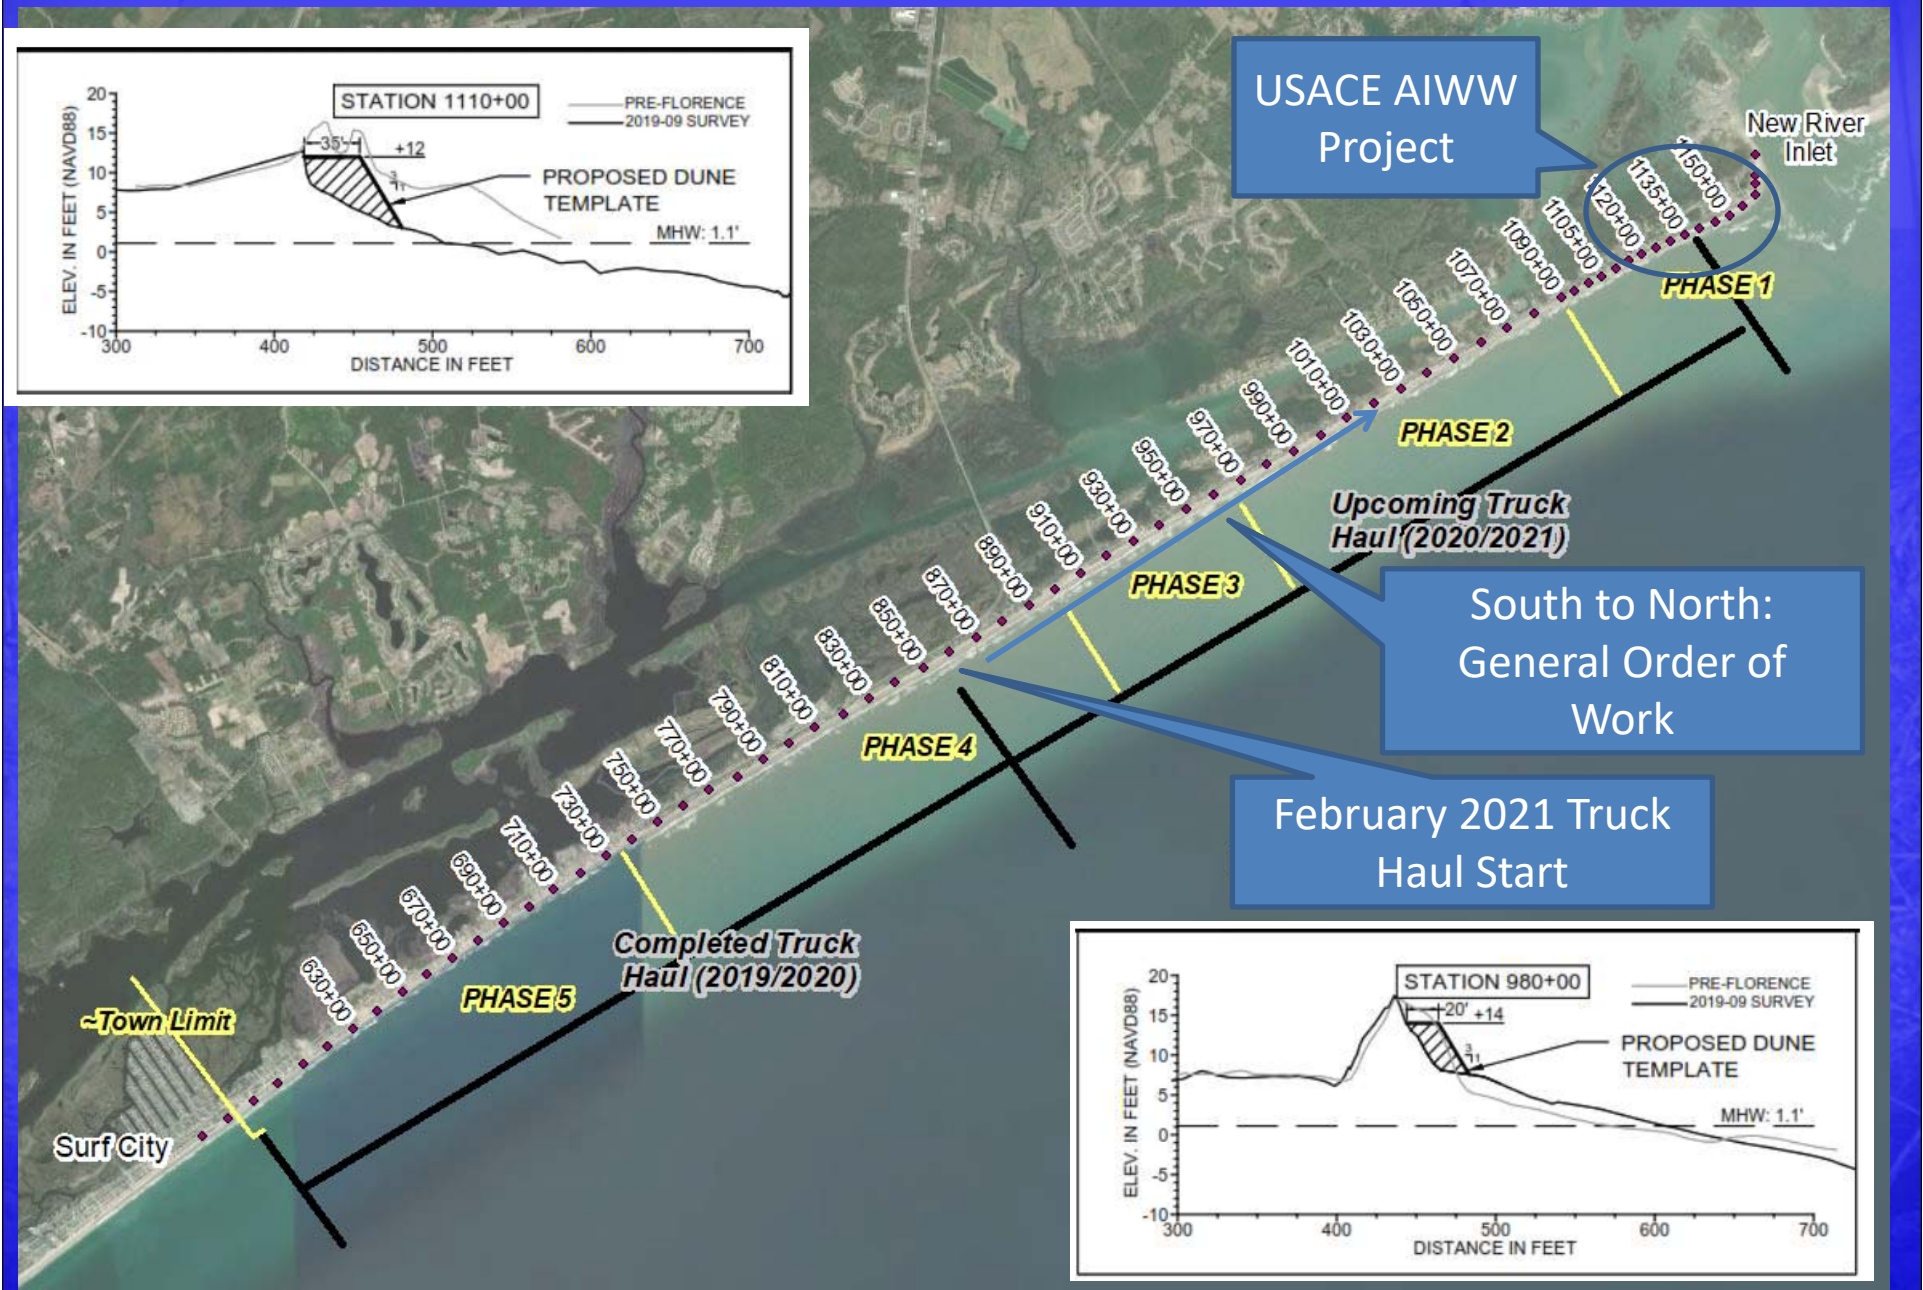 STATION 1110+00
PRE-FLORENCE
2019-09 SURVEY
35'
+12
3
1
PROPOSED DUNE
TEMPLATE
MHW: 1.1'
ELEV. IN FEET (NAVD88)
20
15
10
5
0
-5
-10
300
400
500
600
700
DISTANCE IN FEET
USACE AIWW
Project
New River
Inlet
1150+00
1135+00
1120+00
1105+00
1090+00
1070+00
1050+00
1030+00
1010+00
990+00
970+00
950+00
930+00
910+00
890+00
870+00
850+00
830+00
810+00
790+00
770+00
750+00
730+00
710+00
690+00
670+00
650+00
630+00
PHASE 1
PHASE 2
Upcoming Truck
Haul (2020/2021)
PHASE 3
South to North:
General Order of
Work
PHASE 4
February 2021 Truck
Haul Start
Completed Truck
Haul (2019/2020)
PHASE 5
~Town Limit
Surf City
STATION 980+00
PRE-FLORENCE
2019-09 SURVEY
20'
+14
3
1
PROPOSED DUNE
TEMPLATE
MHW: 1.1'
ELEV. IN FEET (NAVD88)
20
15
10
5
0
-5
-10
300
400
500
600
700
DISTANCE IN FEET